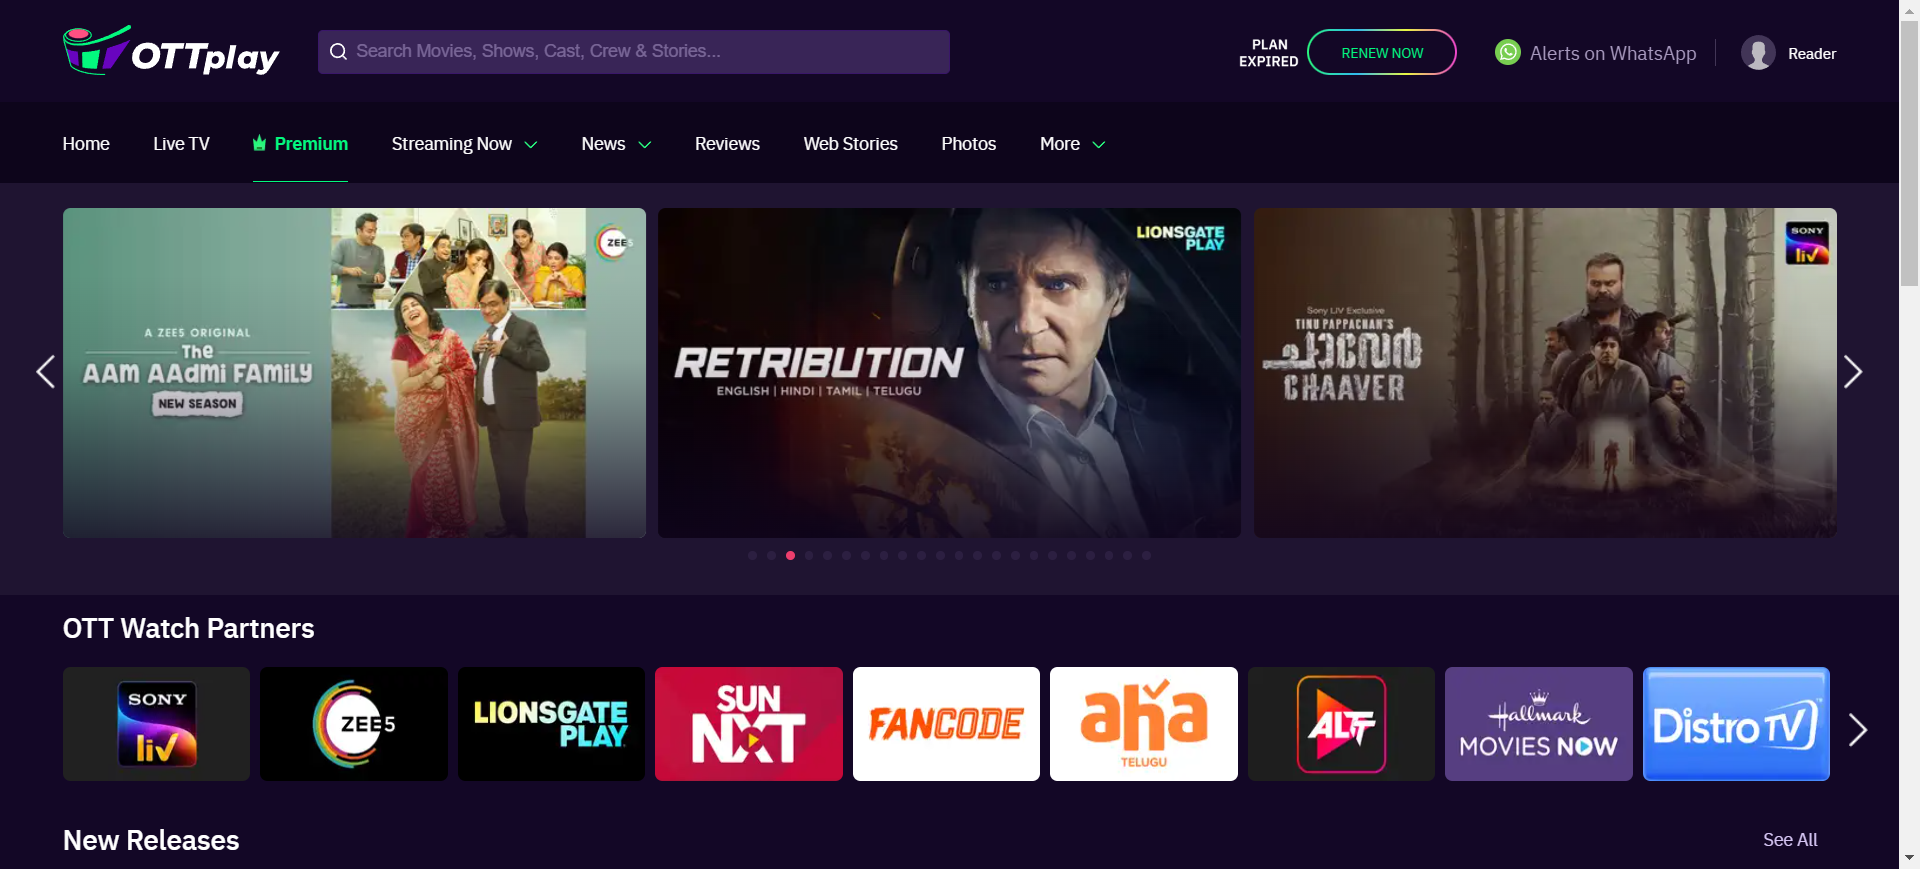 OTTplay
Search Movies, Shows, Cast, Crew & Stories...
PLAN
EXPIRED
RENEW NOW
Alerts on WhatsApp
Reader
Home
Live TV
Premium
Streaming Now
News
Reviews
Web Stories
Photos
More
ZEE5
A ZEE5 ORIGINAL
The
AAM AADMI FAMILY
NEW SEASON
LIONSGATE
PLAY
RETRIBUTION
ENGLISH | HINDI | TAMIL | TELUGU
SONY
liv
Sony LIV Exclusive
TINU PAPPACHAN'S
ചാവേർ
CHAAVER
OTT Watch Partners
SONY
liv
ZEE5
LIONSGATE
PLAY
SUN
NXT
FANCODE
aha
TELUGU
ALTT
Hallmark
MOVIES NOW
Distro TV
New Releases
See All